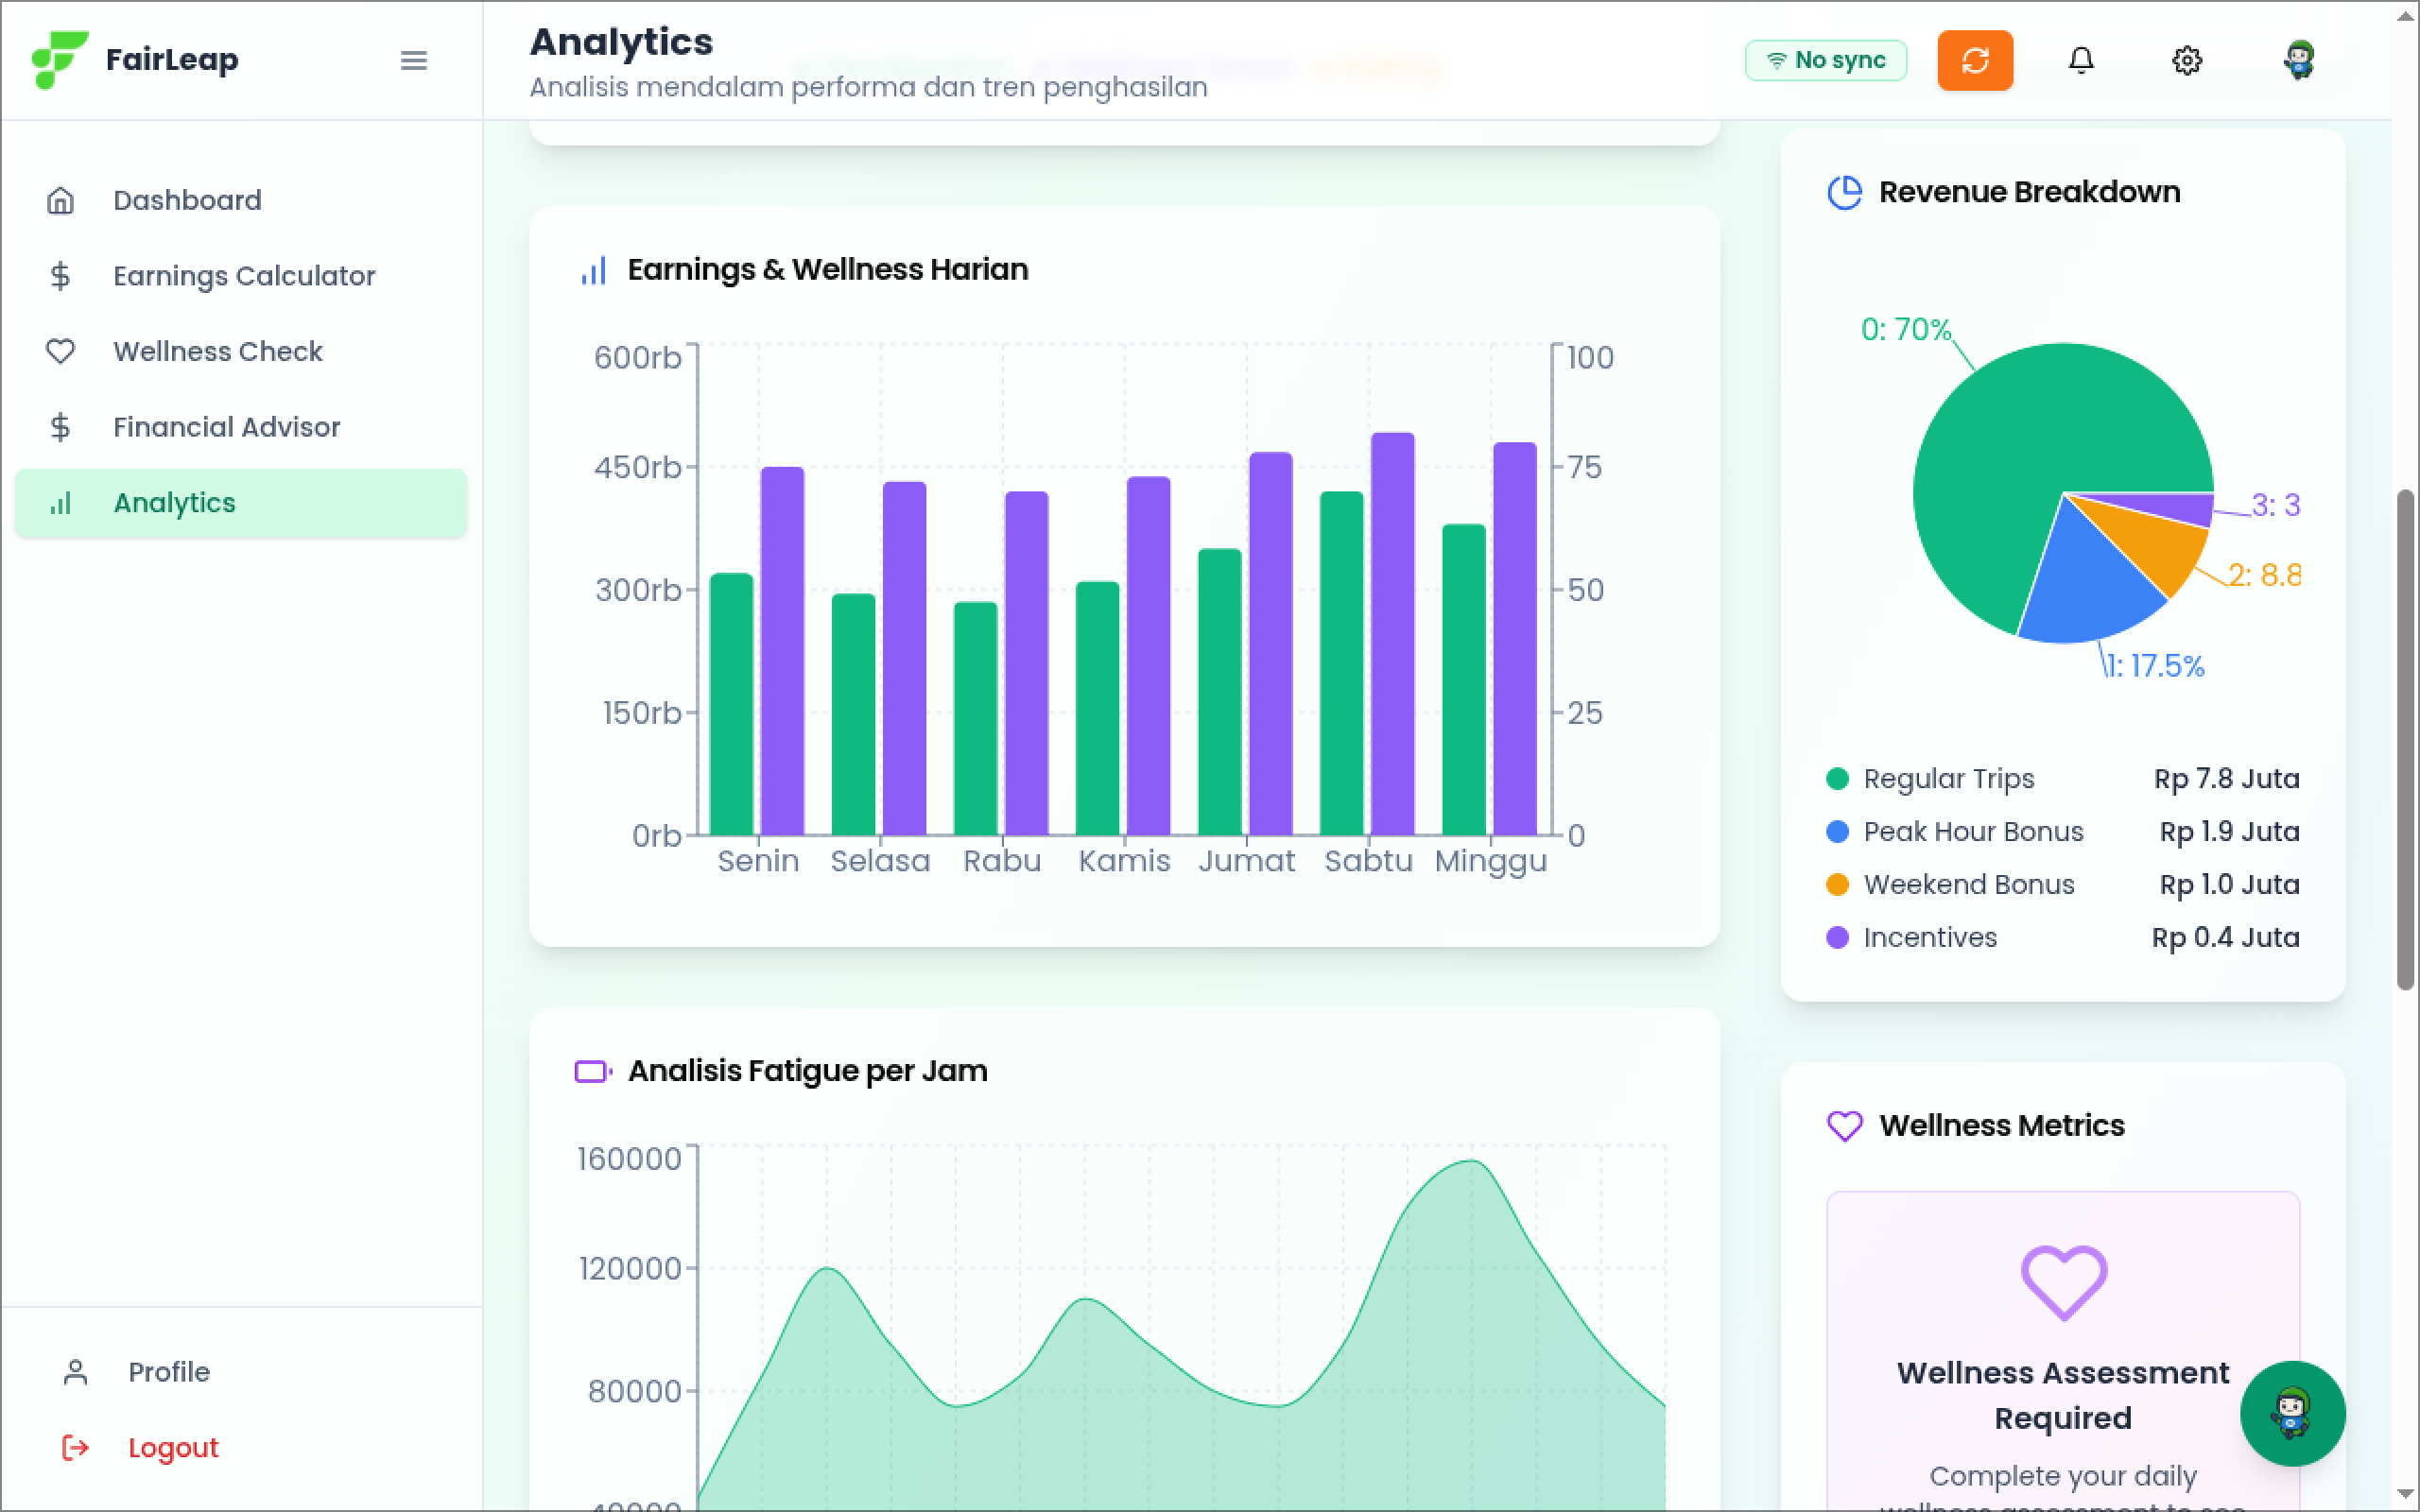 FairLeap
Dashboard
Earnings Calculator
Wellness Check
Financial Advisor
Analytics
Profile
Logout
Analytics
Analisis mendalam performa dan tren penghasilan
No sync
Earnings & Wellness Harian
600rb
450rb
300rb
150rb
0rb
100
75
50
25
0
Senin Selasa Rabu Kamis Jumat Sabtu Minggu
Analisis Fatigue per Jam
160000
120000
80000
Revenue Breakdown
0: 70%
3: 3
2: 8.8
1: 17.5%
Regular Trips Rp 7.8 Juta
Peak Hour Bonus Rp 1.9 Juta
Weekend Bonus Rp 1.0 Juta
Incentives Rp 0.4 Juta
Wellness Metrics
Wellness Assessment
Required
Complete your daily